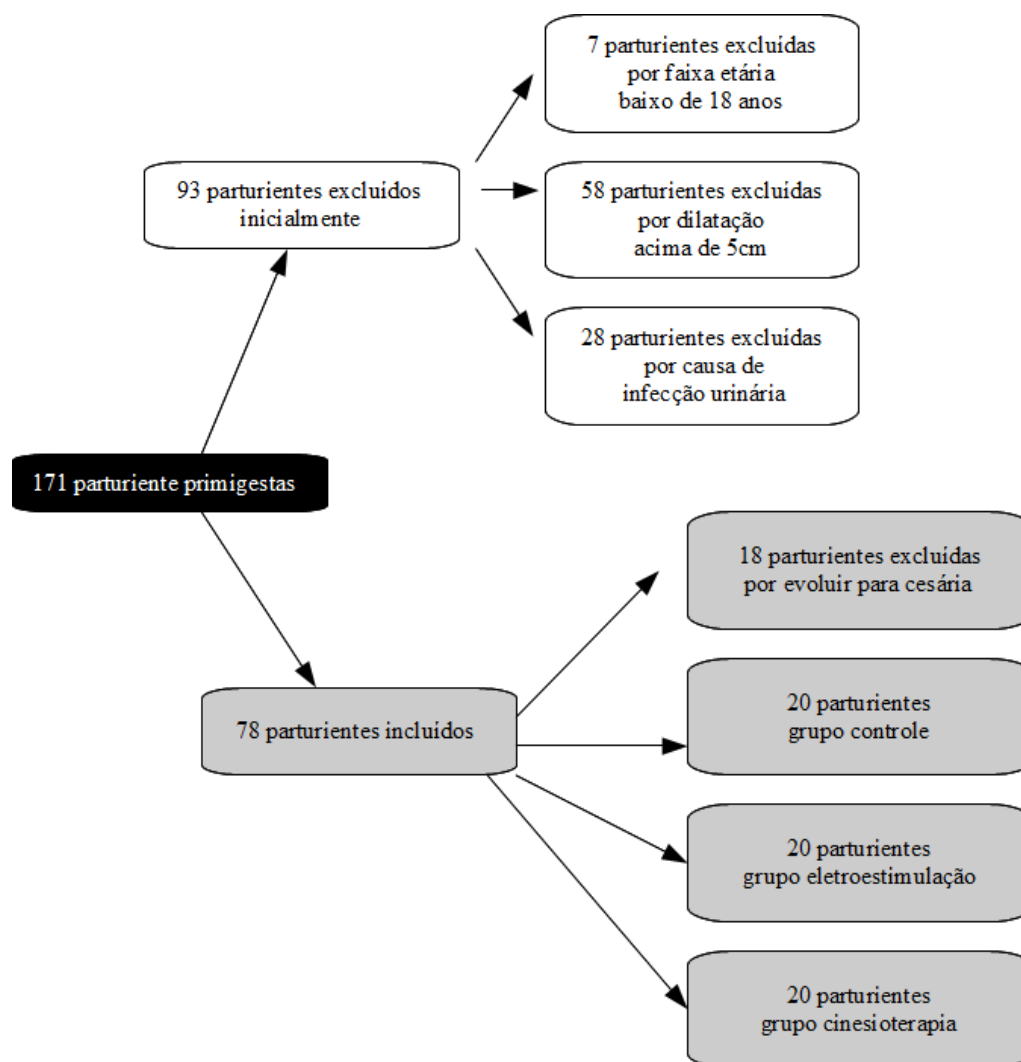 7 parturientes excluídas
por faixa etária
baixo de 18 anos
93 parturientes excluídos
inicialmente
58 parturientes excluídas
por dilatação
acima de 5cm
28 parturientes excluídas
por causa de
infecção urinária
171 parturiente primigestas
18 parturientes excluídas
por evoluir para cesária
78 parturientes incluídos
20 parturientes
grupo controle
20 parturientes
grupo eletroestimulação
20 parturientes
grupo cinesioterapia